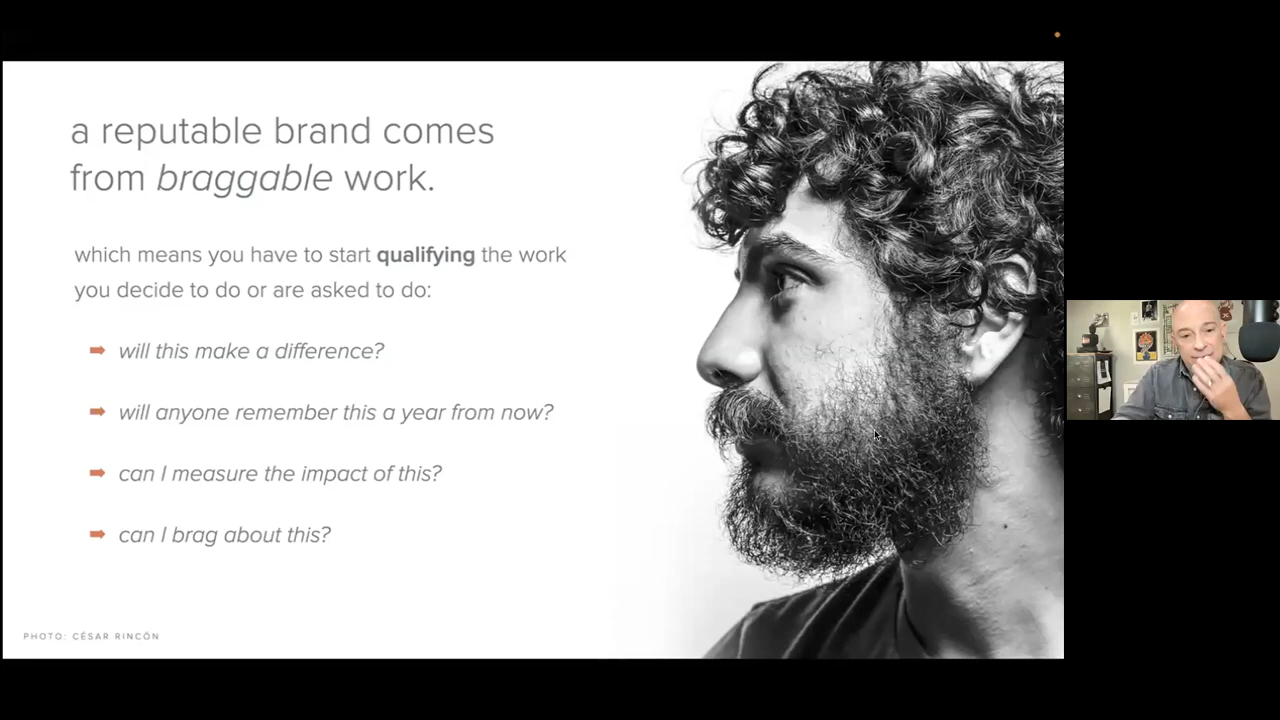 a reputable brand comes
from braggable work.
which means you have to start qualifying the work
you decide to do or are asked to do:
➡ will this make a difference?
➡ will anyone remember this a year from now?
➡ can I measure the impact of this?
➡ can I brag about this?
PHOTO: CÉSAR RINCÖN